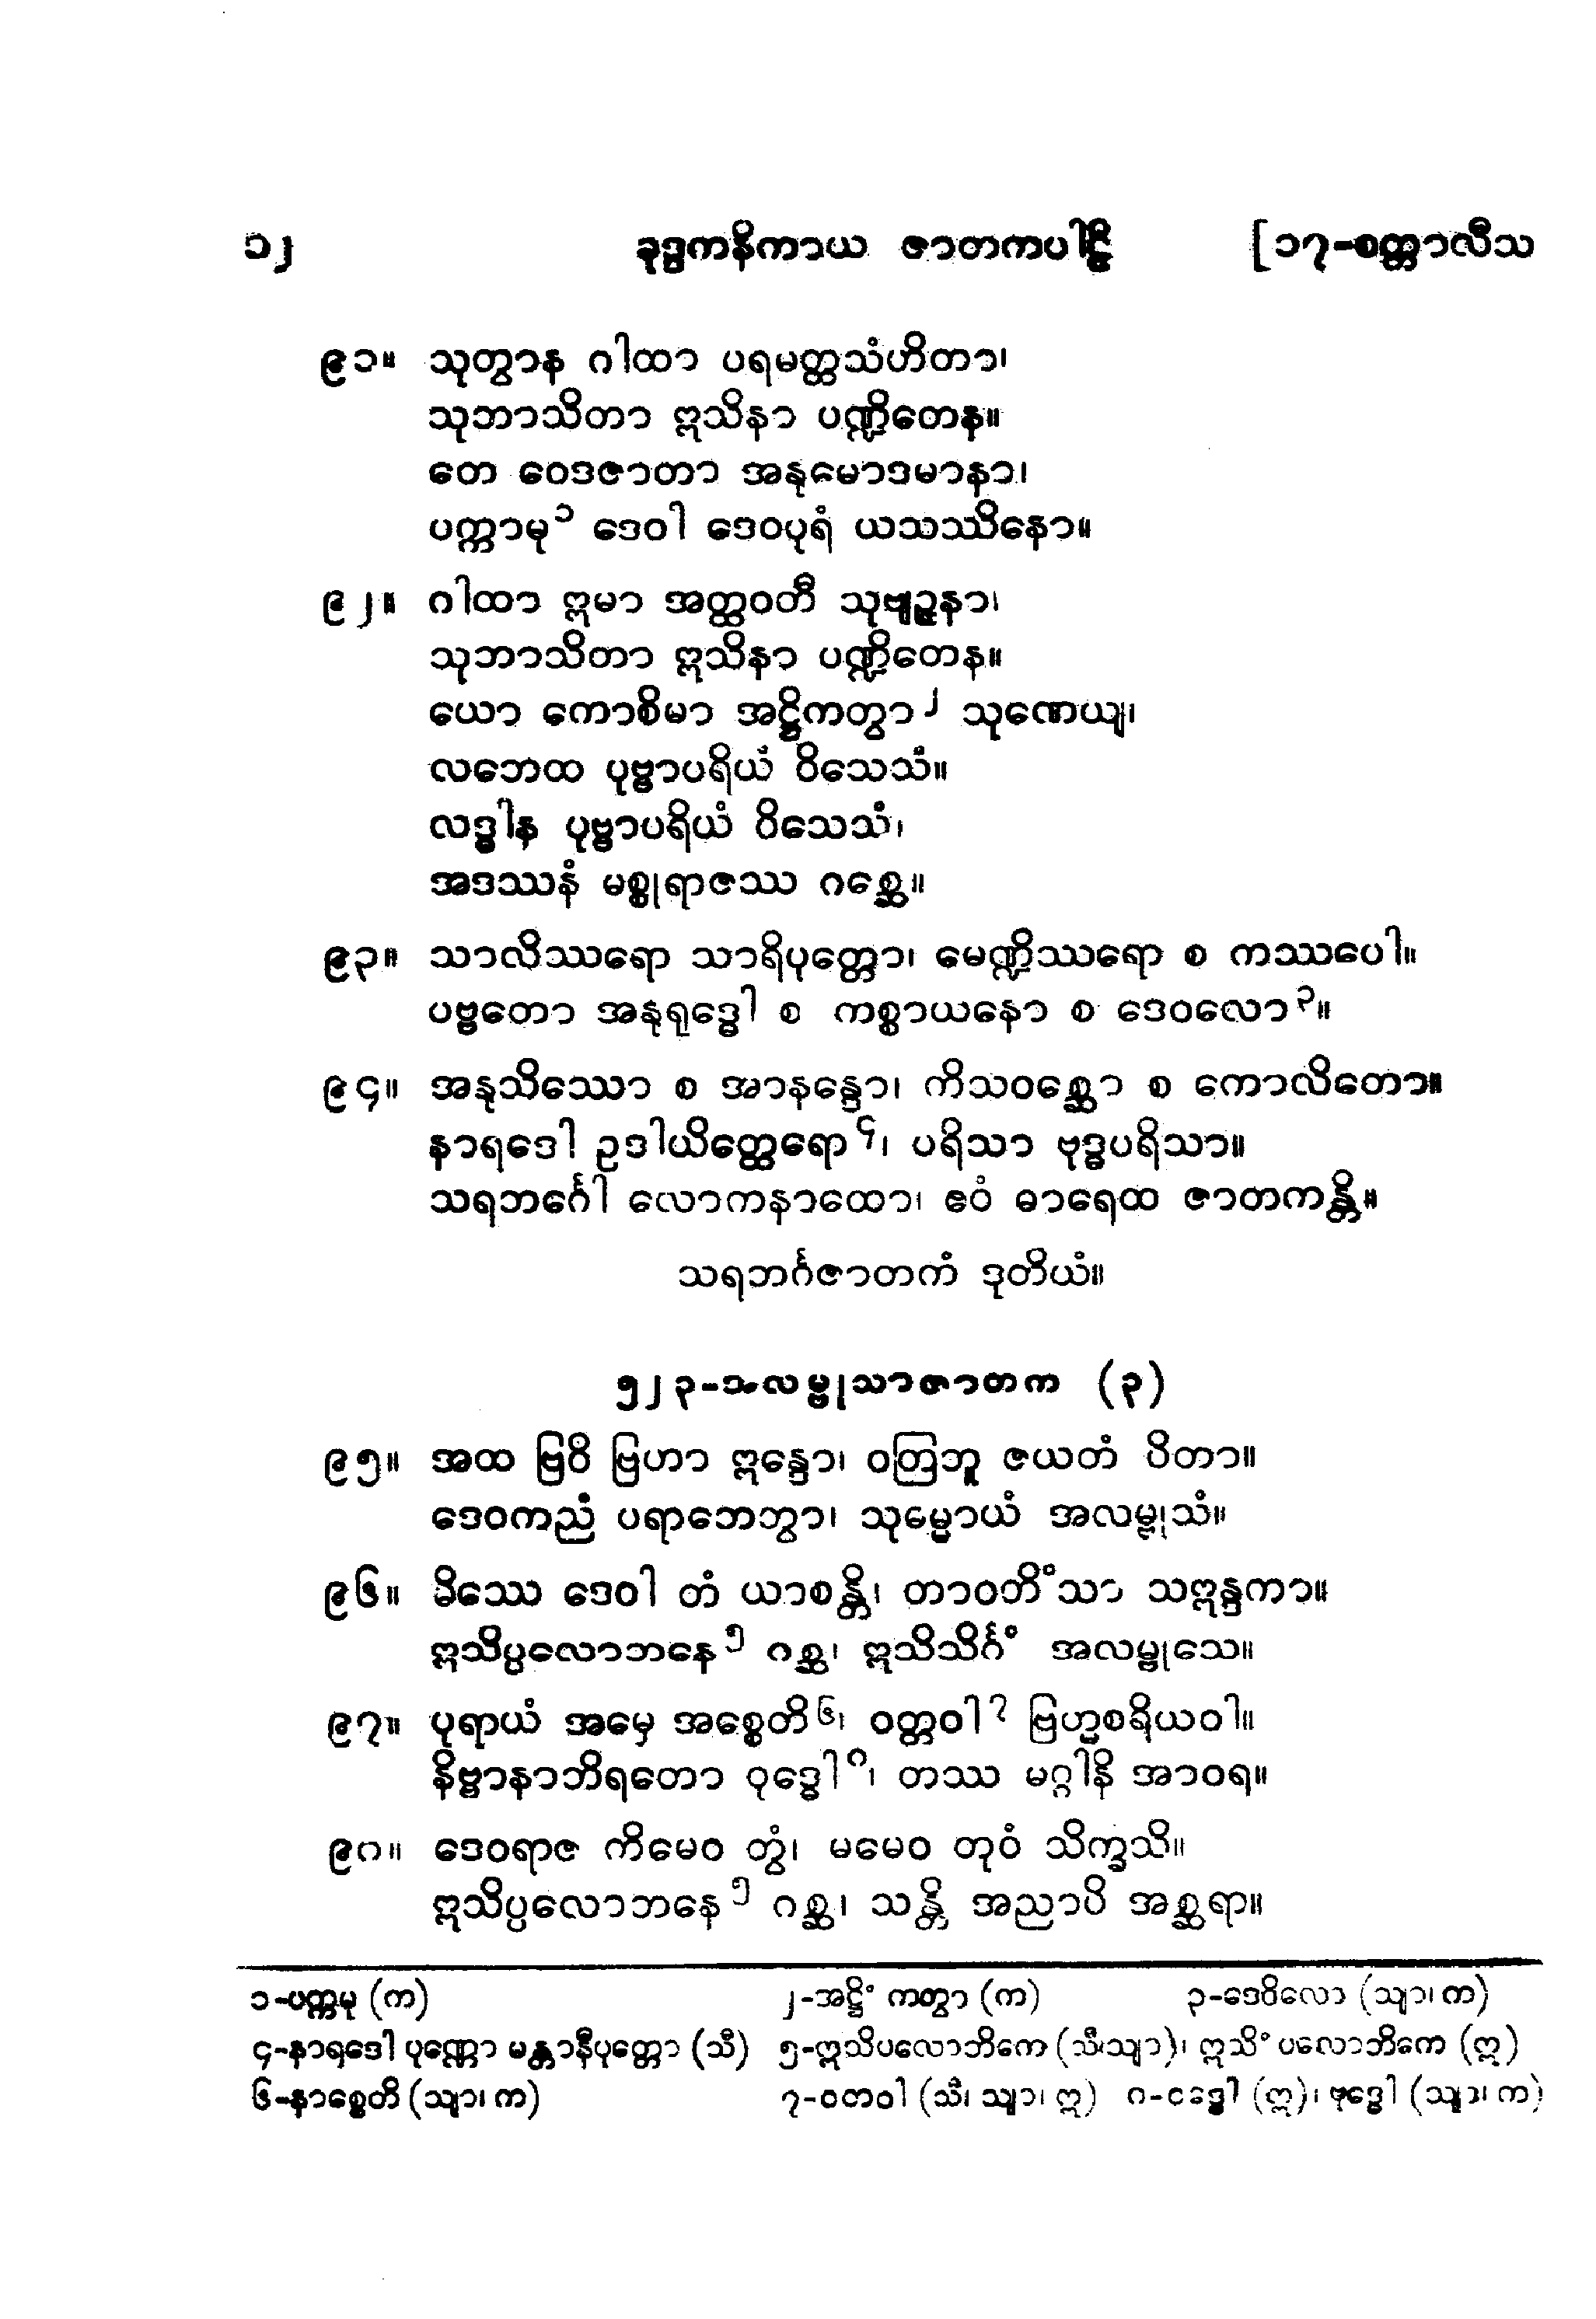 ၁၂ ခုဒ္ဒကနိကာယ ဇာတကပါဠိ [၁၇-စတ္တာလီသ
၉၁။ သုတွာန ဂါထာ ပရမတ္ထသံဟိတာ၊
သုဘာသိတာ ဣသိနာ ပဏ္ဍိတေန။
တေ ဝေဒဇာတာ အနုမောဒမာနာ၊
ပက္ကာမု၁ ဒေဝါ ဒေဝပုရံ ယသဿိနော။
၉၂။ ဂါထာ ဣမာ အတ္ထဝတီ သုဗျဉ္ဇနာ၊
သုဘာသိတာ ဣသိနာ ပဏ္ဍိတေန။
ယော ကောစိမာ အဋ္ဌိကတွာ၂ သုဏေယျ၊
လဘေထ ပုဗ္ဗာပရိယံ ဝိသေသံ။
လဒ္ဓါန ပုဗ္ဗာပရိယံ ဝိသေသံ၊
အဒဿနံ မစ္စုရာဇဿ ဂစ္ဆေ။
၉၃။ သာလိဿရော သာရိပုတ္တော၊ မေဏ္ဍိဿရော စ ကဿပေါ။
ပဗ္ဗတော အနုရုဒ္ဓေါ စ ကစ္စာယနော စ ဒေဝလော၃။
၉၄။ အနုသိဿော စ အာနန္ဒော၊ ကိသဝစ္ဆော စ ကောလိတော။
နာရဒေါ ဥဒါယိတ္ထေရော၄၊ ပရိသာ ဗုဒ္ဓပရိသာ။
သရဘင်္ဂေါ လောကနာထော၊ ဧဝံ ဓာရေထ ဇာတကန္တိ။
သရဘင်္ဂဇာတကံ ဒုတိယံ။
၅၂၃-အလမ္ဗုသာဇာတက (၃)
၉၅။ အထ ဗြဝိ ဗြဟာ ဣန္ဒော၊ ဝတြဘူ ဇယတံ ပိတာ။
ဒေဝကညံ ပရာဘေတွာ၊ သုဓမ္မာယံ အလမ္ဗုသံ။
၉၆။ မိဿေ ဒေဝါ တံ ယာစန္တိ၊ တာဝတိံသာ သဣန္ဒကာ။
ဣသိပ္ပလောဘနေ၅ ဂစ္ဆ၊ ဣသိသိင်္ဂံ အလမ္ဗုသေ။
၉၇။ ပုရာယံ အမှေ အစ္စေတိ၆၊ ဝတ္တဝါ၇ ဗြဟ္မစရိယဝါ။
နိဗ္ဗာနာဘိရတော ဝုဒ္ဓေါ၈၊ တဿ မဂ္ဂါနိ အာဝရ။
၉၈။ ဒေဝရာဇ ကိမေဝ တွံ၊ မမေဝ တုဝံ သိက္ခသိ။
ဣသိပ္ပလောဘနေ၅ ဂစ္ဆ၊ သန္တိ အညာပိ အစ္ဆရာ။
၁-ပက္ကမု (က) ၂-အဋ္ဌိံ ကတွာ (က) ၃-ဒေဝိလော (သျာ၊ က)
၄-နာရဒေါ ပုဏ္ဏော မန္တာနီပုတ္တော (သီ) ၅-ဣသိပလောဘိကေ (သီ၊သျာ)၊ ဣသိံ ပလောဘိကေ (ဣ)
၆-နာစ္စေတိ (သျာ၊ က) ၇-ဝတဝါ (သီ၊ သျာ၊ ဣ) ၈-ဝဒ္ဓေါ (ဣ)၊ ဗုဒ္ဓေါ (သျာ၊ က)